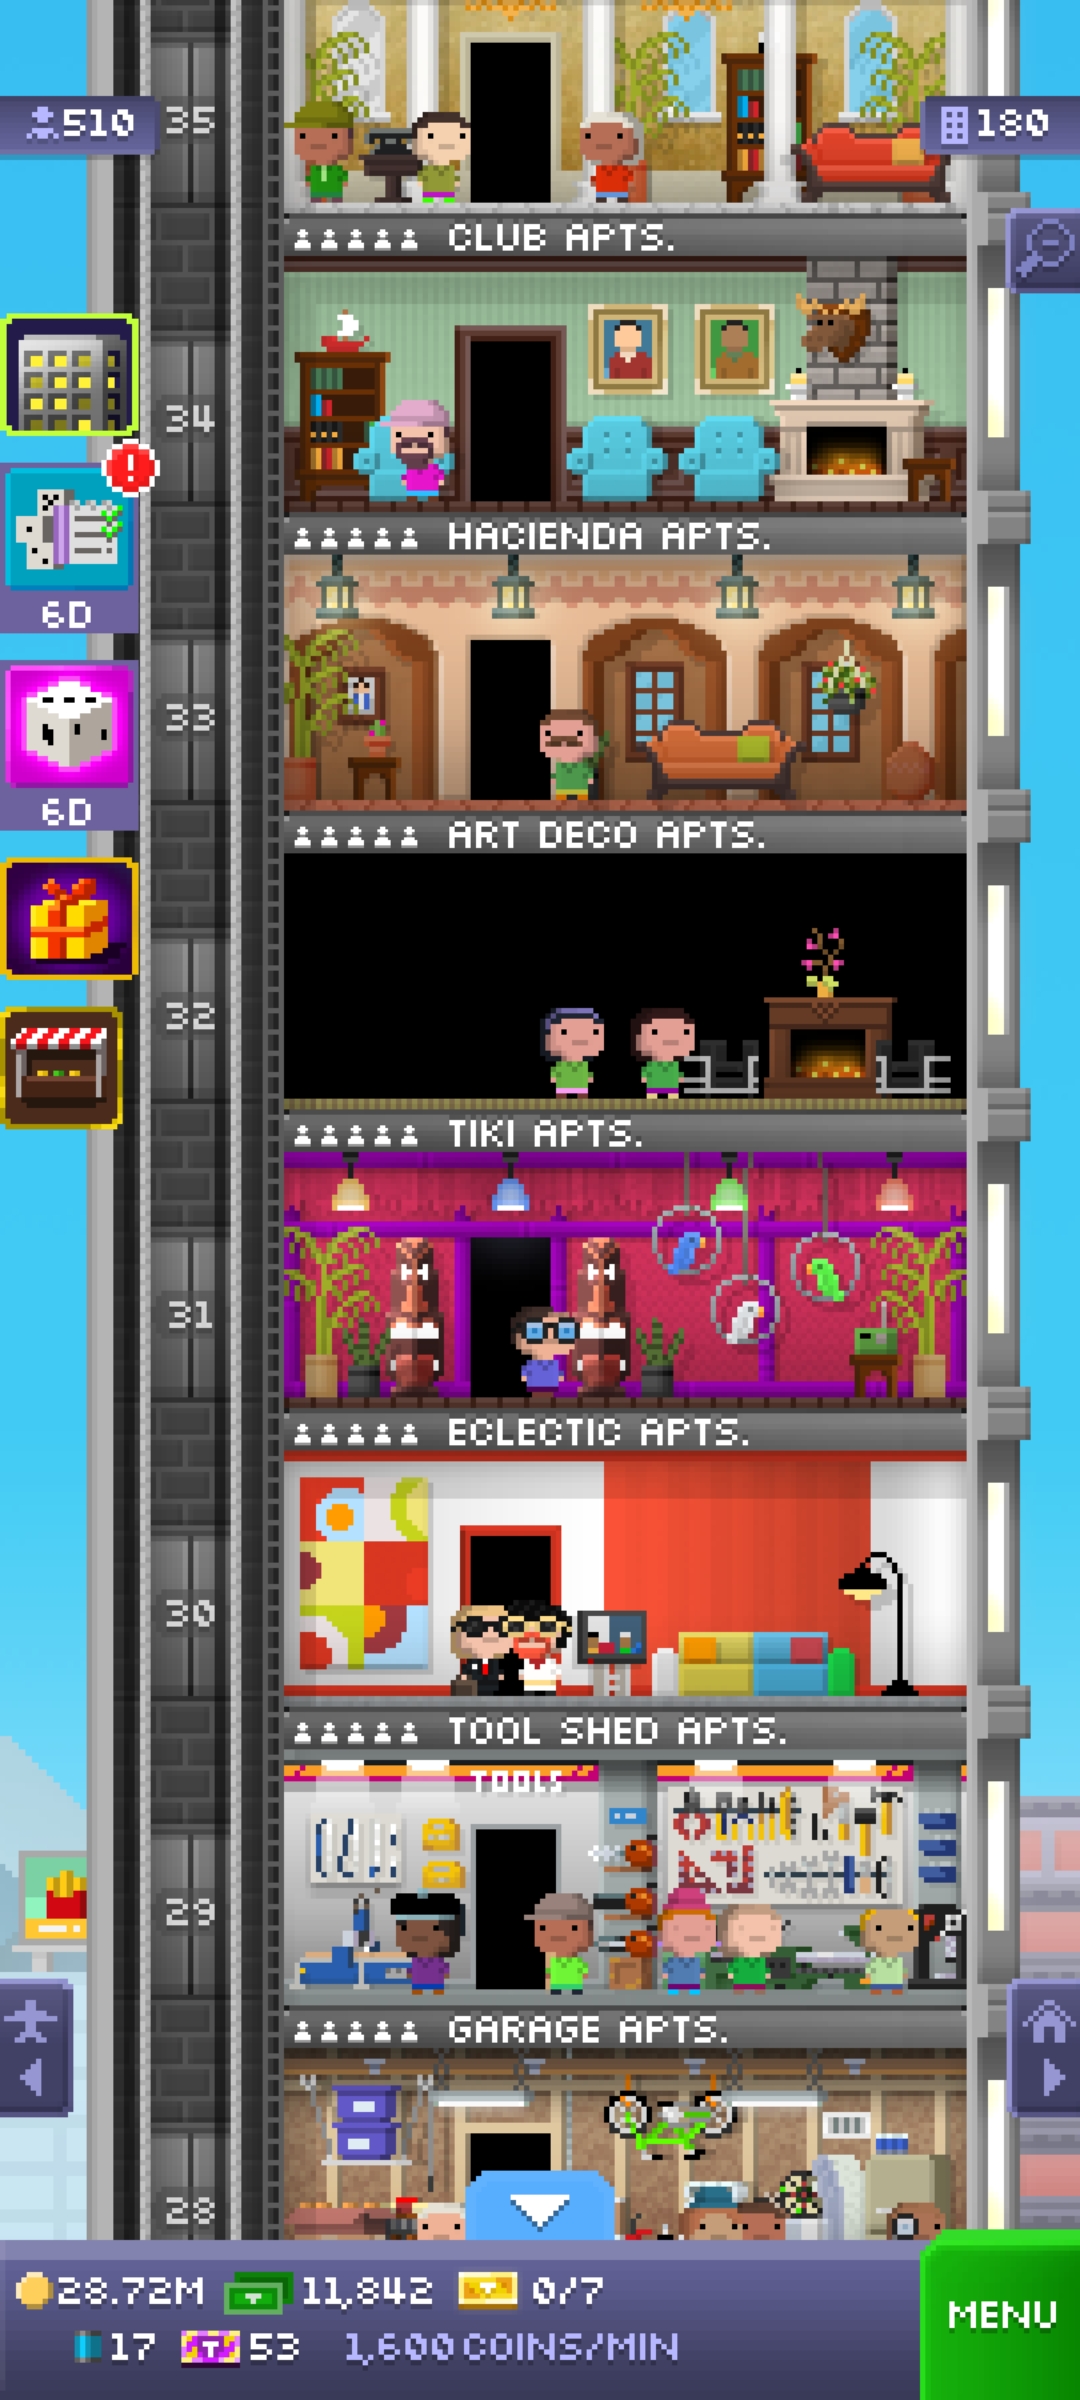 35
510
180
CLUB APTS.
34
HACIENDA APTS.
6D
33
6D
ART DECO APTS.
32
TIKI APTS.
31
ECLECTIC APTS.
30
TOOL SHED APTS.
TOOLS
29
GARAGE APTS.
28
28.72M 11,842 0/7
MENU
17 53 1,600 COINS/MIN